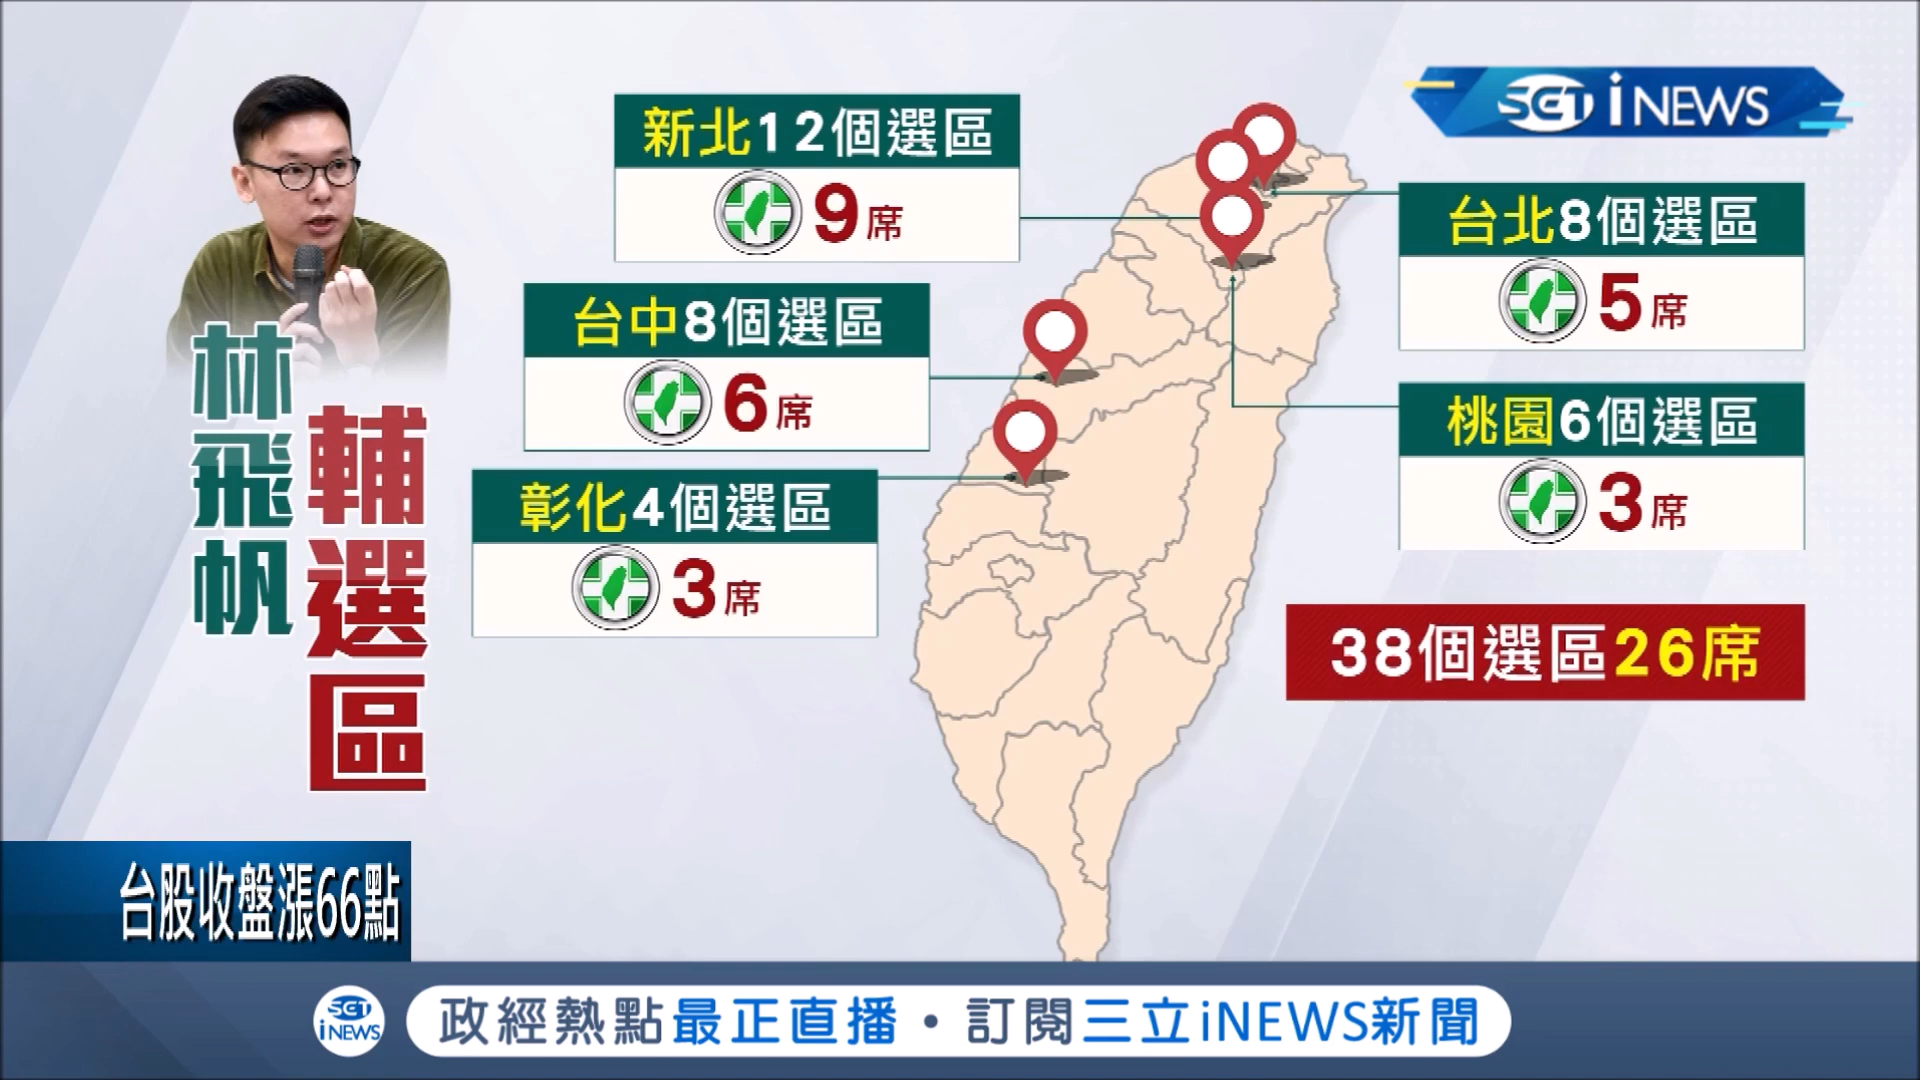 SET iNEWS
林飛帆
輔選區
新北12個選區
9席
台中8個選區
6席
彰化4個選區
3席
台北8個選區
5席
桃園6個選區
3席
38個選區26席
台股收盤漲66點
SET iNEWS
政經熱點最正直播・訂閱三立iNEWS新聞